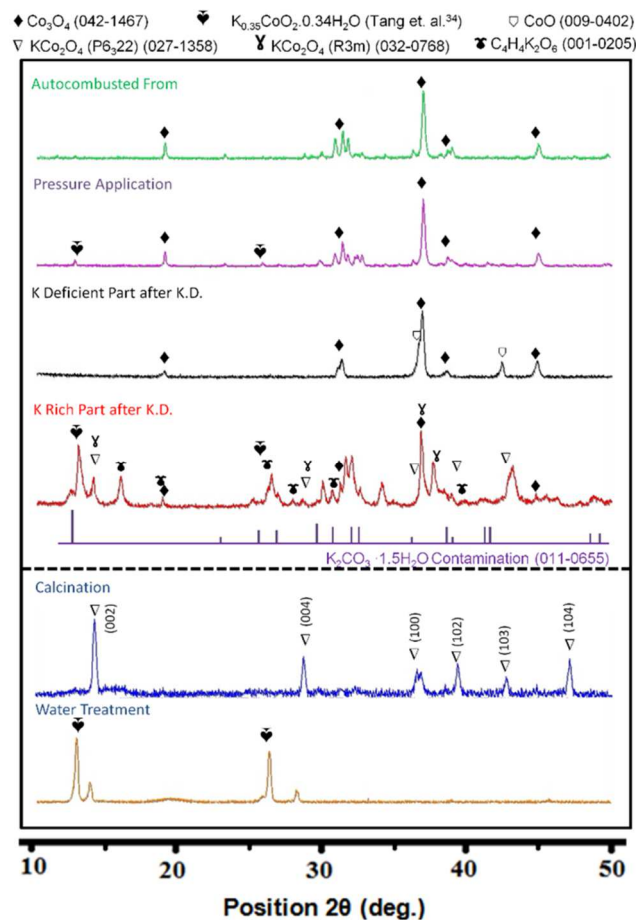 Co₃O₄ (042-1467) K₀.₃₅CoO₂.0.34H₂O (Tang et. al.³⁴) CoO (009-0402)
KCo₂O₄ (P6₃22) (027-1358) KCo₂O₄ (R3m) (032-0768) C₄H₄K₂O₆ (001-0205)
Autocombusted From
Pressure Application
K Deficient Part after K.D.
K Rich Part after K.D.
K₂CO₃ ·1.5H₂O Contamination (011-0655)
Calcination
(002) (004) (100) (102) (103) (104)
Water Treatment
10 20 30 40 50
Position 2θ (deg.)